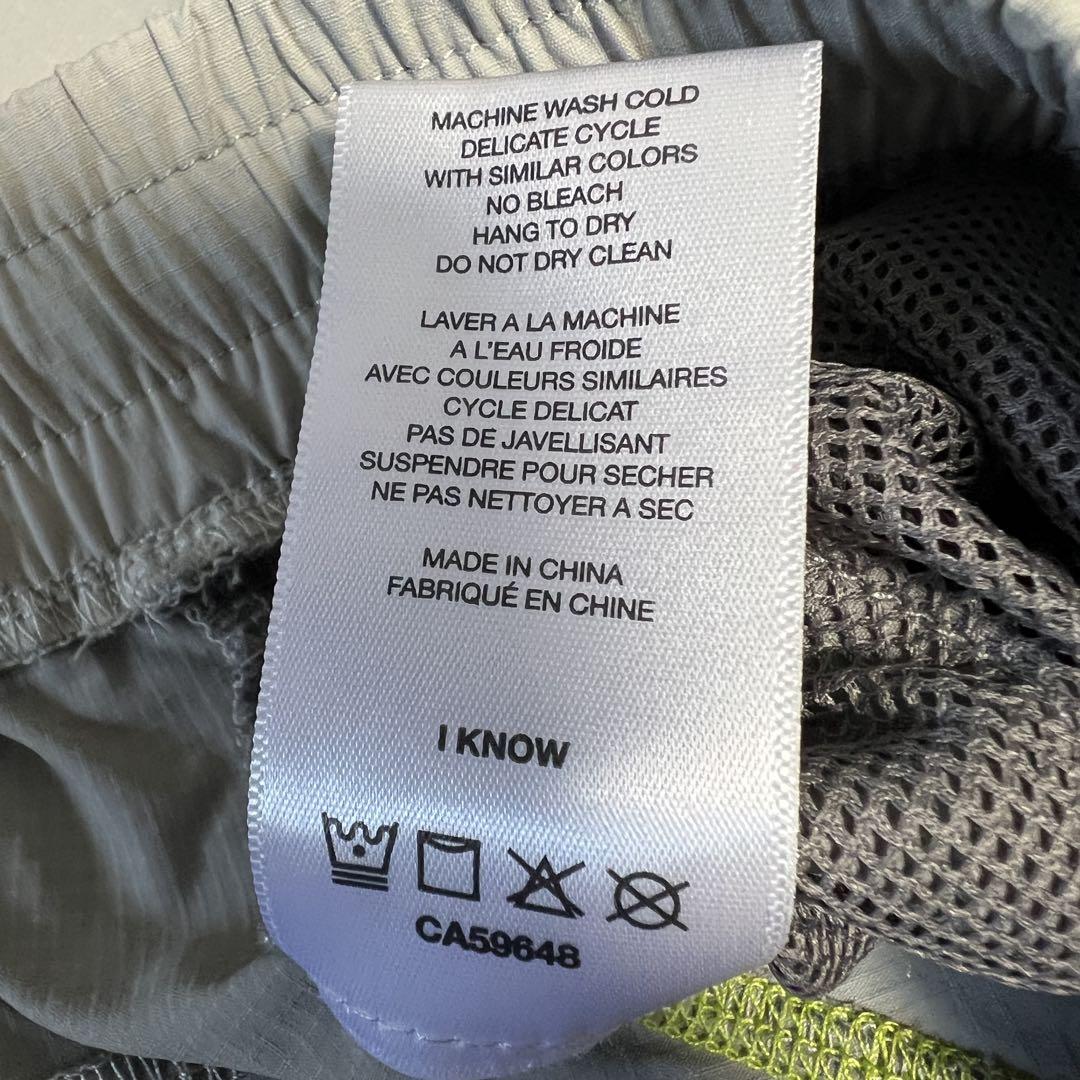 MACHINE WASH COLD
DELICATE CYCLE
WITH SIMILAR COLORS
NO BLEACH
HANG TO DRY
DO NOT DRY CLEAN
LAVER A LA MACHINE
A L'EAU FROIDE
AVEC COULEURS SIMILAIRES
CYCLE DELICAT
PAS DE JAVELLISANT
SUSPENDRE POUR SECHER
NE PAS NETTOYER A SEC
MADE IN CHINA
FABRIQUÉ EN CHINE
I KNOW
CA59648